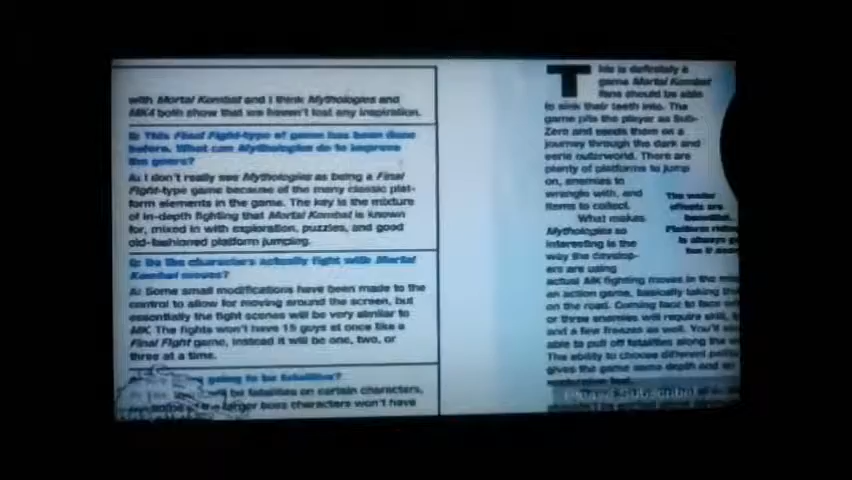 with Mortal Kombat and I think Mythologies and
MK4 both show that we haven't lost any inspiration.
Q: This Final Fight-type of game has been done
before. What can Mythologies do to improve
the genre?
A: I don't really see Mythologies as being a Final
Fight-type game because of the many classic plat-
form elements in the game. The key is the mixture
of in-depth fighting that Mortal Kombat is known
for, mixed in with exploration, puzzles, and good
old-fashioned platform jumping.
Q: Do the characters actually fight with Mortal
Kombat moves?
A: Some small modifications have been made to the
control to allow for moving around the screen, but
essentially the fight scenes will be very similar to
MK. The fights won't have 15 guys at once like a
Final Fight game, instead it will be one, two, or
three at a time.
going to be fatalities?
be fatalities on certain characters,
the larger boss characters won't have
This is definitely a
game Mortal Kombat
fans should be able
to sink their teeth into. The
game pits the player as Sub-
Zero and sends them on a
journey through the dark and
eerie outerworld. There are
plenty of platforms to jump
on, enemies to
wrangle with, and
items to collect.
What makes
Mythologies so
interesting is the
way the develop-
ers are using
actual MK fighting moves in the
an action game, basically taking
on the road. Coming face to face
or three enemies will require skill,
and a few freezes as well. You'll
able to pull off fatalities along the
The ability to choose different
gives the game some depth and
The water
effects are
beautiful.
Platform
is always